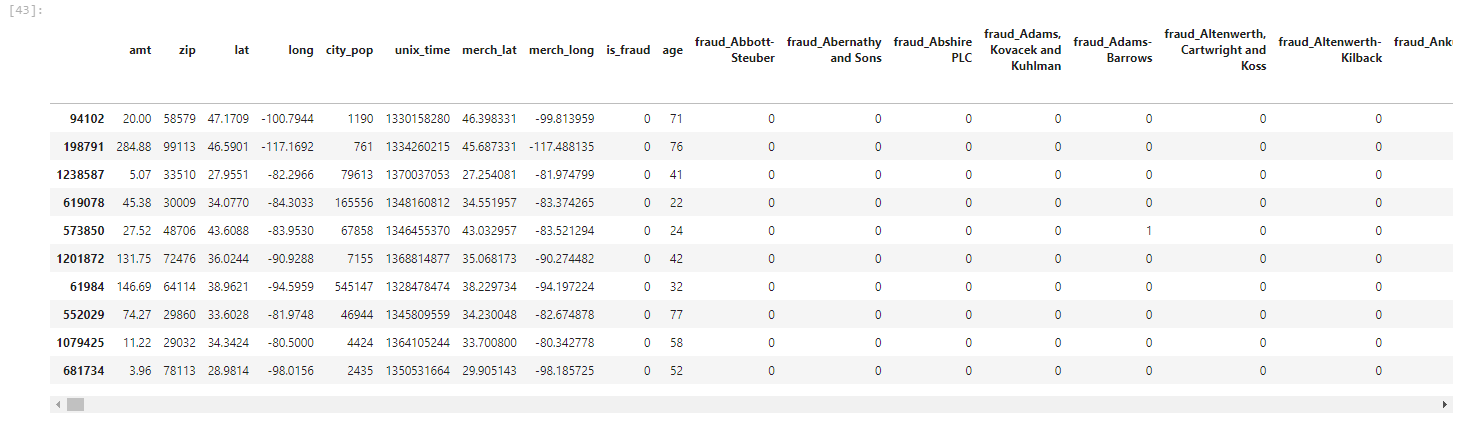 [43]:
amt zip lat long city_pop unix_time merch_lat merch_long is_fraud age fraud_Abbott-Steuber fraud_Abernathy and Sons fraud_Abshire PLC fraud_Adams, Kovacek and Kuhlman fraud_Adams-Barrows fraud_Altenwerth, Cartwright and Koss fraud_Altenwerth-Kilback fraud_Anku
94102 20.00 58579 47.1709 -100.7944 1190 1330158280 46.398331 -99.813959 0 71 0 0 0 0 0 0 0
198791 284.88 99113 46.5901 -117.1692 761 1334260215 45.687331 -117.488135 0 76 0 0 0 0 0 0 0
1238587 5.07 33510 27.9551 -82.2966 79613 1370037053 27.254081 -81.974799 0 41 0 0 0 0 0 0 0
619078 45.38 30009 34.0770 -84.3033 165556 1348160812 34.551957 -83.374265 0 22 0 0 0 0 0 0 0
573850 27.52 48706 43.6088 -83.9530 67858 1346455370 43.032957 -83.521294 0 24 0 0 0 0 1 0 0
1201872 131.75 72476 36.0244 -90.9288 7155 1368814877 35.068173 -90.274482 0 42 0 0 0 0 0 0 0
61984 146.69 64114 38.9621 -94.5959 545147 1328478474 38.229734 -94.197224 0 32 0 0 0 0 0 0 0
552029 74.27 29860 33.6028 -81.9748 46944 1345809559 34.230048 -82.674878 0 77 0 0 0 0 0 0 0
1079425 11.22 29032 34.3424 -80.5000 4424 1364105244 33.700800 -80.342778 0 58 0 0 0 0 0 0 0
681734 3.96 78113 28.9814 -98.0156 2435 1350531664 29.905143 -98.185725 0 52 0 0 0 0 0 0 0